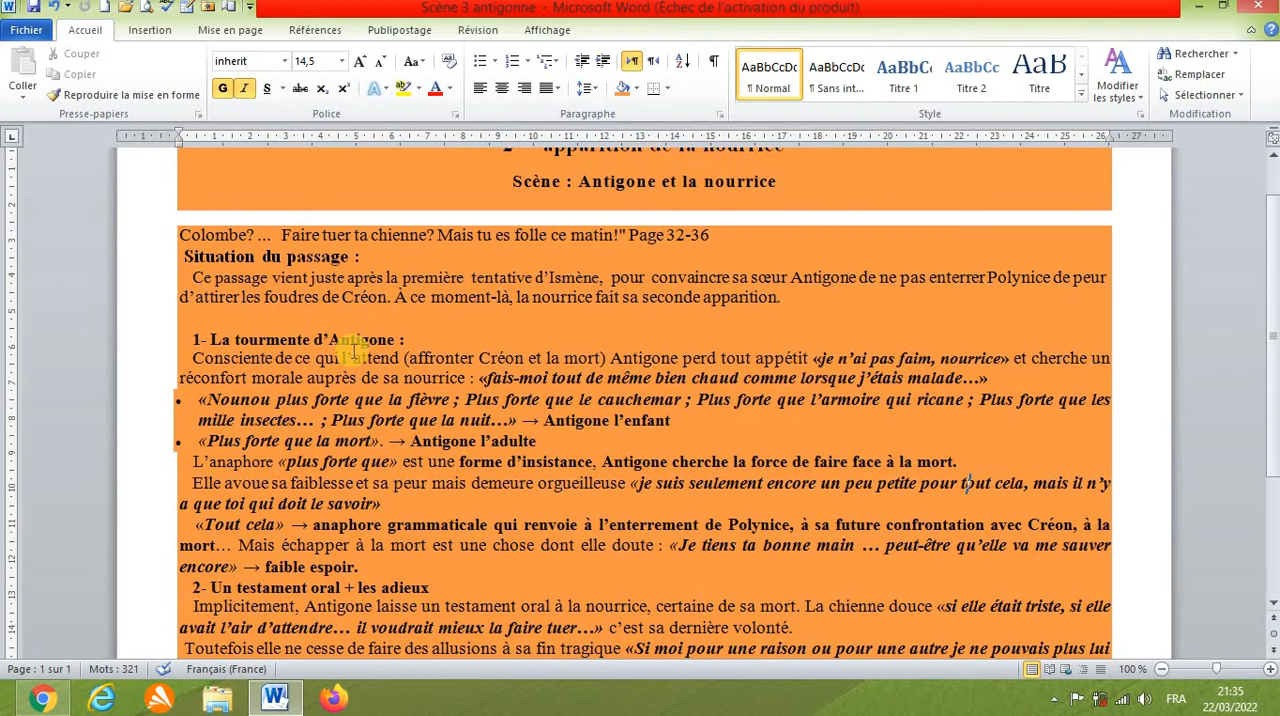 Scène 3 antigonne - Microsoft Word (Échec de l'activation du produit)
Fichier Accueil Insertion Mise en page Références Publipostage Révision Affichage
Couper
Copier
Reproduire la mise en forme
Coller
Presse-papiers
inherit 14,5
G I S abc x₂ x² A A
Police
Paragraphe
AaBbCcDc AaBbCcDc AaBbCc AaBbCc AaB
¶ Normal ¶ Sans int... Titre 1 Titre 2 Titre
Modifier les styles
Style
Rechercher
Remplacer
Sélectionner
Modification
apparition de la nourrice
Scène : Antigone et la nourrice
Colombe? ... Faire tuer ta chienne? Mais tu es folle ce matin!" Page 32-36
Situation du passage :
Ce passage vient juste après la première tentative d’Ismène, pour convaincre sa sœur Antigone de ne pas enterrer Polynice de peur
d’attirer les foudres de Créon. À ce moment-là, la nourrice fait sa seconde apparition.
1- La tourmente d’Antigone :
Consciente de ce qui l’attend (affronter Créon et la mort) Antigone perd tout appétit «je n’ai pas faim, nourrice» et cherche un
réconfort morale auprès de sa nourrice : «fais-moi tout de même bien chaud comme lorsque j’étais malade…»
• «Nounou plus forte que la fièvre ; Plus forte que le cauchemar ; Plus forte que l’armoire qui ricane ; Plus forte que les
mille insectes… ; Plus forte que la nuit…» → Antigone l’enfant
• «Plus forte que la mort». → Antigone l’adulte
L’anaphore «plus forte que» est une forme d’insistance, Antigone cherche la force de faire face à la mort.
Elle avoue sa faiblesse et sa peur mais demeure orgueilleuse «je suis seulement encore un peu petite pour tout cela, mais il n’y
a que toi qui doit le savoir»
«Tout cela» → anaphore grammaticale qui renvoie à l’enterrement de Polynice, à sa future confrontation avec Créon, à la
mort… Mais échapper à la mort est une chose dont elle doute : «Je tiens ta bonne main … peut-être qu’elle va me sauver
encore» → faible espoir.
2- Un testament oral + les adieux
Implicitement, Antigone laisse un testament oral à la nourrice, certaine de sa mort. La chienne douce «si elle était triste, si elle
avait l’air d’attendre… il voudrait mieux la faire tuer…» c’est sa dernière volonté.
Toutefois elle ne cesse de faire des allusions à sa fin tragique «Si moi pour une raison ou pour une autre je ne pouvais plus lui
Page : 1 sur 1 Mots : 321 Français (France) 100 %
FRA 21:35
22/03/2022